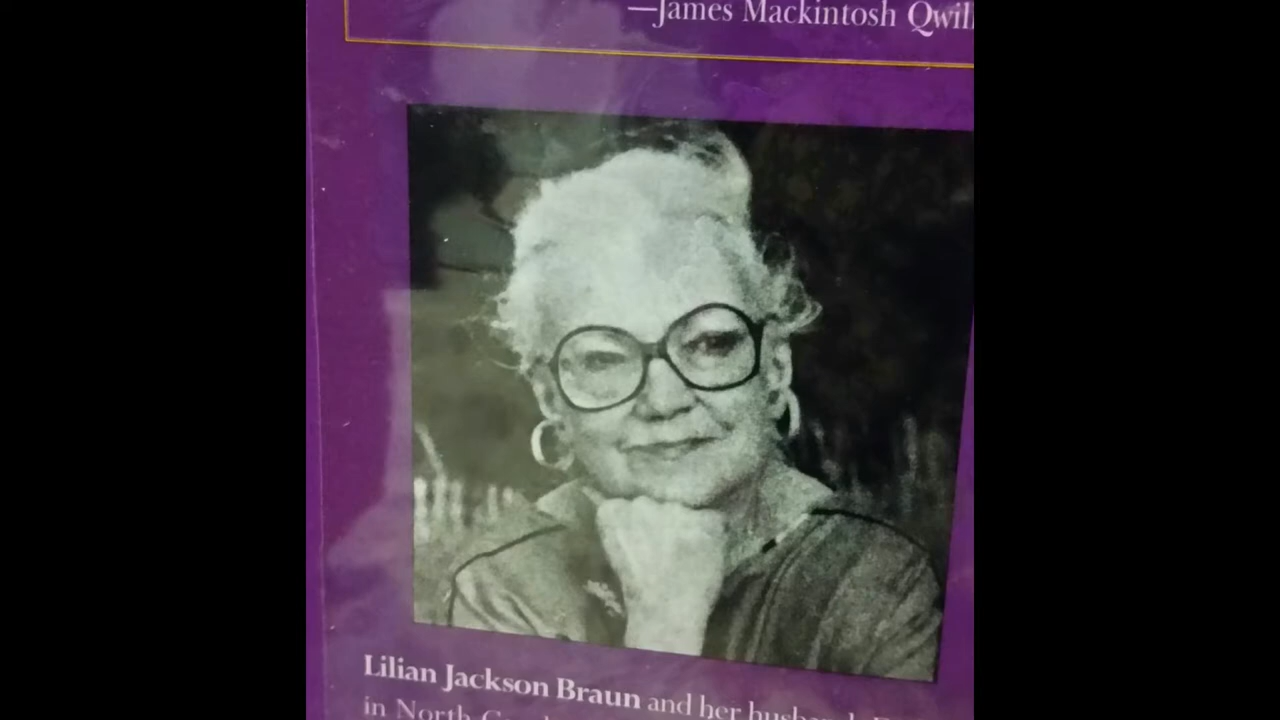 —James Mackintosh Qwill
Lilian Jackson Braun and her husband,
in North